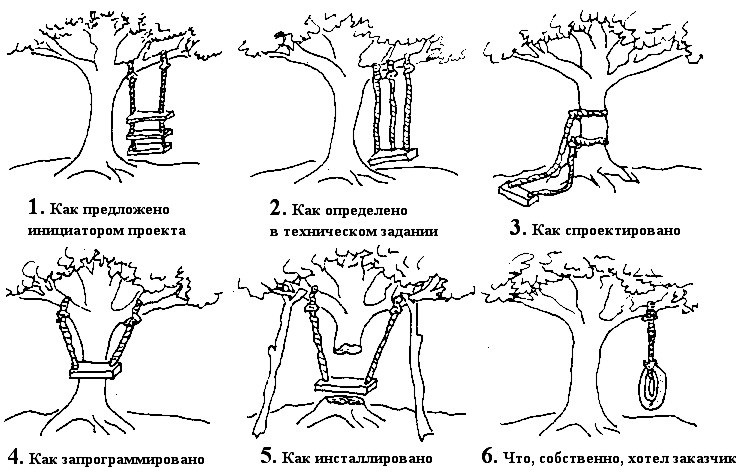 1. Как предложено
инициатором проекта
2. Как определено
в техническом задании
3. Как спроектировано
4. Как запрограммировано
5. Как инсталлировано
6. Что, собственно, хотел заказчик